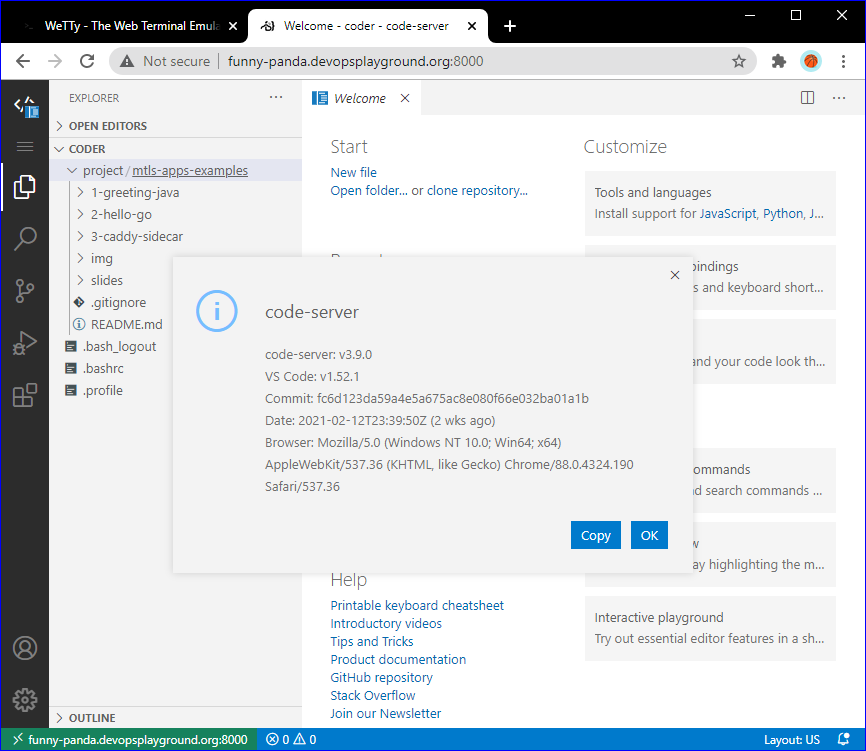 WeTTy - The Web Terminal Emula
Welcome - coder - code-server
Not secure
funny-panda.devopsplayground.org:8000
EXPLORER
OPEN EDITORS
CODER
project / mtls-apps-examples
1-greeting-java
2-hello-go
3-caddy-sidecar
img
slides
.gitignore
README.md
.bash_logout
.bashrc
.profile
OUTLINE
Welcome
Start
New file
Open folder... or clone repository...
Customize
Tools and languages
Install support for JavaScript, Python, J...
bindings
s and keyboard short...
and your code look th...
ommands
d search commands ...
w
ay highlighting the m...
Interactive playground
Try out essential editor features in a sh...
code-server
code-server: v3.9.0
VS Code: v1.52.1
Commit: fc6d123da59a4e5a675ac8e080f66e032ba01a1b
Date: 2021-02-12T23:39:50Z (2 wks ago)
Browser: Mozilla/5.0 (Windows NT 10.0; Win64; x64)
AppleWebKit/537.36 (KHTML, like Gecko) Chrome/88.0.4324.190
Safari/537.36
Copy
OK
Help
Printable keyboard cheatsheet
Introductory videos
Tips and Tricks
Product documentation
GitHub repository
Stack Overflow
Join our Newsletter
funny-panda.devopsplayground.org:8000
0
0
Layout: US